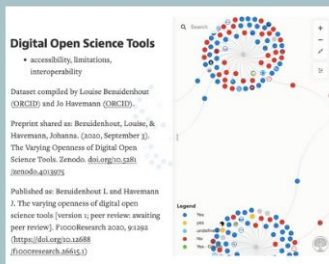 Digital Open Science Tools
• accessibility, limitations,
interoperability
Dataset compiled by Louise Bezuidenhout
(ORCID) and Jo Havemann (ORCID).
Preprint shared as: Bezuidenhout, Louise, &
Havemann, Johanna. (2020, September 3).
The Varying Openness of Digital Open
Science Tools. Zenodo. doi.org/10.5281
/zenodo.4013975
Published as: Bezuidenhout L and Havemann
J. The varying openness of digital open
science tools [version 1; peer review: awaiting
peer review]. F1000Research 2020, 9:1292
(https://doi.org/10.12688
/f1000research.26615.1)
Search
Legend
Yes
yes
undefined
No